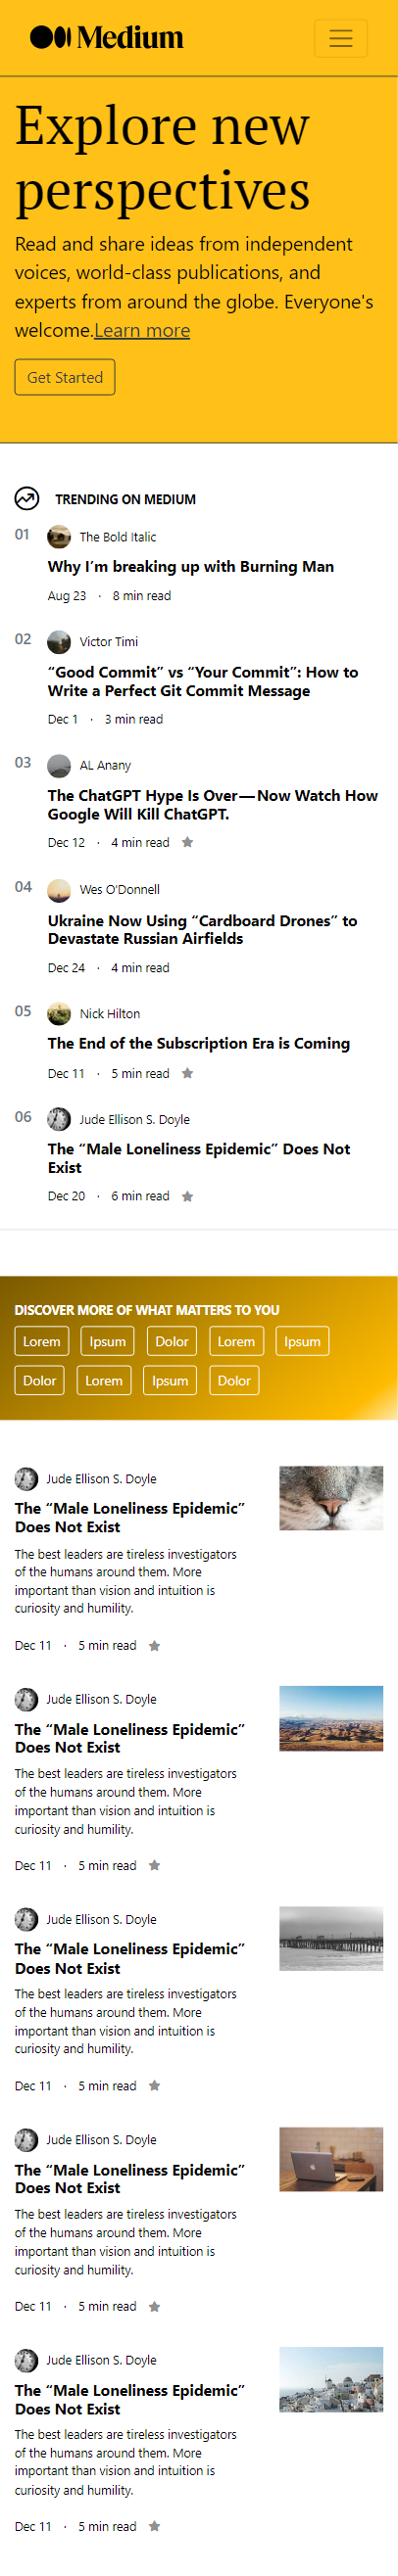 Medium
Explore new
perspectives
Read and share ideas from independent
voices, world-class publications, and
experts from around the globe. Everyone's
welcome.Learn more
Get Started
TRENDING ON MEDIUM
01 The Bold Italic
Why I’m breaking up with Burning Man
Aug 23 · 8 min read
02 Victor Timi
“Good Commit” vs “Your Commit”: How to
Write a Perfect Git Commit Message
Dec 1 · 3 min read
03 AL Anany
The ChatGPT Hype Is Over — Now Watch How
Google Will Kill ChatGPT.
Dec 12 · 4 min read
04 Wes O'Donnell
Ukraine Now Using “Cardboard Drones” to
Devastate Russian Airfields
Dec 24 · 4 min read
05 Nick Hilton
The End of the Subscription Era is Coming
Dec 11 · 5 min read
06 Jude Ellison S. Doyle
The “Male Loneliness Epidemic” Does Not
Exist
Dec 20 · 6 min read
DISCOVER MORE OF WHAT MATTERS TO YOU
Lorem Ipsum Dolor Lorem Ipsum
Dolor Lorem Ipsum Dolor
Jude Ellison S. Doyle
The “Male Loneliness Epidemic”
Does Not Exist
The best leaders are tireless investigators
of the humans around them. More
important than vision and intuition is
curiosity and humility.
Dec 11 · 5 min read
Jude Ellison S. Doyle
The “Male Loneliness Epidemic”
Does Not Exist
The best leaders are tireless investigators
of the humans around them. More
important than vision and intuition is
curiosity and humility.
Dec 11 · 5 min read
Jude Ellison S. Doyle
The “Male Loneliness Epidemic”
Does Not Exist
The best leaders are tireless investigators
of the humans around them. More
important than vision and intuition is
curiosity and humility.
Dec 11 · 5 min read
Jude Ellison S. Doyle
The “Male Loneliness Epidemic”
Does Not Exist
The best leaders are tireless investigators
of the humans around them. More
important than vision and intuition is
curiosity and humility.
Dec 11 · 5 min read
Jude Ellison S. Doyle
The “Male Loneliness Epidemic”
Does Not Exist
The best leaders are tireless investigators
of the humans around them. More
important than vision and intuition is
curiosity and humility.
Dec 11 · 5 min read